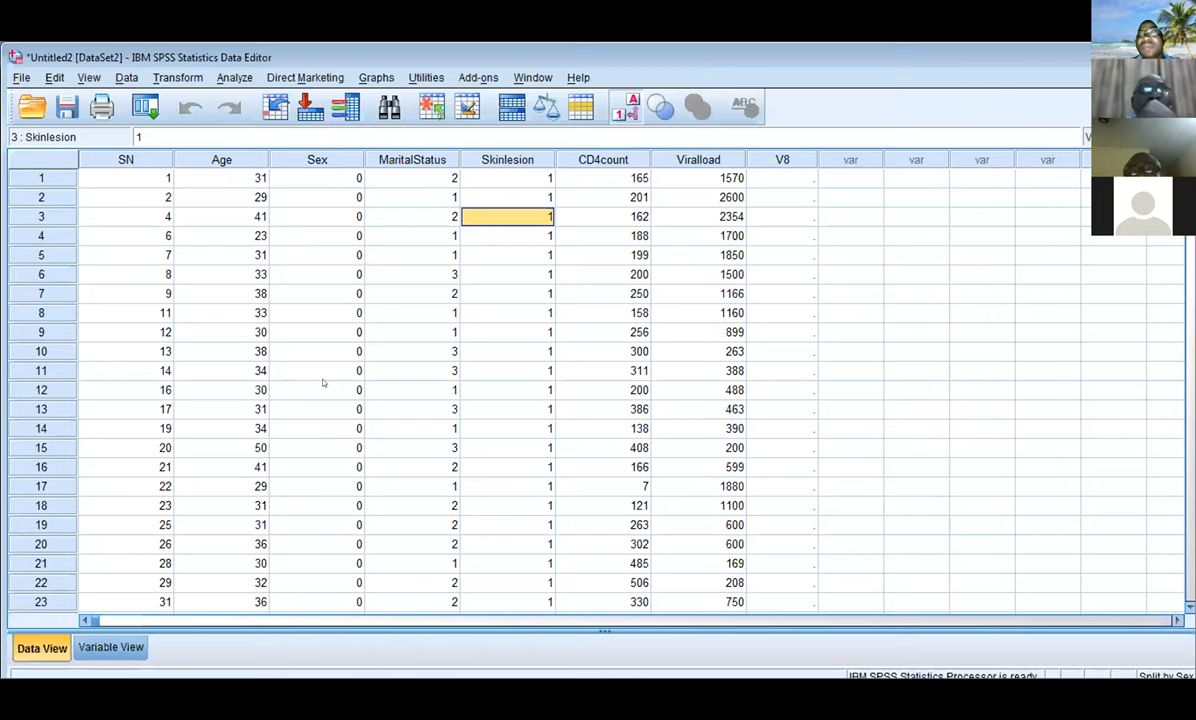 *Untitled2 [DataSet2] - IBM SPSS Statistics Data Editor
File Edit View Data Transform Analyze Direct Marketing Graphs Utilities Add-ons Window Help
3 : Skinlesion 1
SN Age Sex MaritalStatus Skinlesion CD4count Viralload V8 var var var var
1 1 31 0 2 1 165 1570 .
2 2 29 0 1 1 201 2600 .
3 4 41 0 2 1 162 2354 .
4 6 23 0 1 1 188 1700 .
5 7 31 0 1 1 199 1850 .
6 8 33 0 3 1 200 1500 .
7 9 38 0 2 1 250 1166 .
8 11 33 0 1 1 158 1160 .
9 12 30 0 1 1 256 899 .
10 13 38 0 3 1 300 263 .
11 14 34 0 3 1 311 388 .
12 16 30 0 1 1 200 488 .
13 17 31 0 3 1 386 463 .
14 19 34 0 1 1 138 390 .
15 20 50 0 3 1 408 200 .
16 21 41 0 2 1 166 599 .
17 22 29 0 1 1 7 1880 .
18 23 31 0 2 1 121 1100 .
19 25 31 0 2 1 263 600 .
20 26 36 0 2 1 302 600 .
21 28 30 0 1 1 485 169 .
22 29 32 0 2 1 506 208 .
23 31 36 0 2 1 330 750 .
Data View Variable View
IBM SPSS Statistics Processor is ready Split by Sex